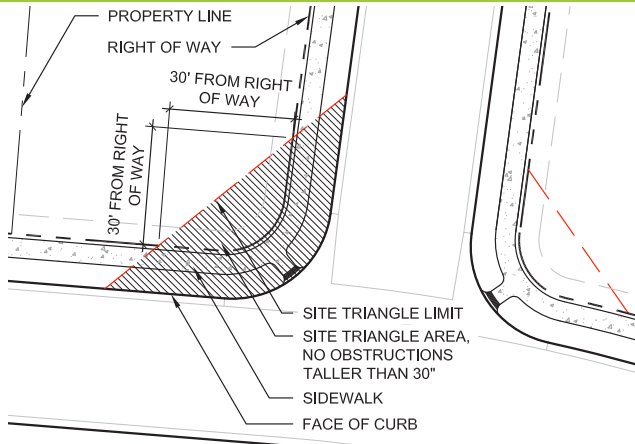 PROPERTY LINE
RIGHT OF WAY
30' FROM RIGHT
OF WAY
30' FROM RIGHT
OF WAY
SITE TRIANGLE LIMIT
SITE TRIANGLE AREA,
NO OBSTRUCTIONS
TALLER THAN 30"
SIDEWALK
FACE OF CURB